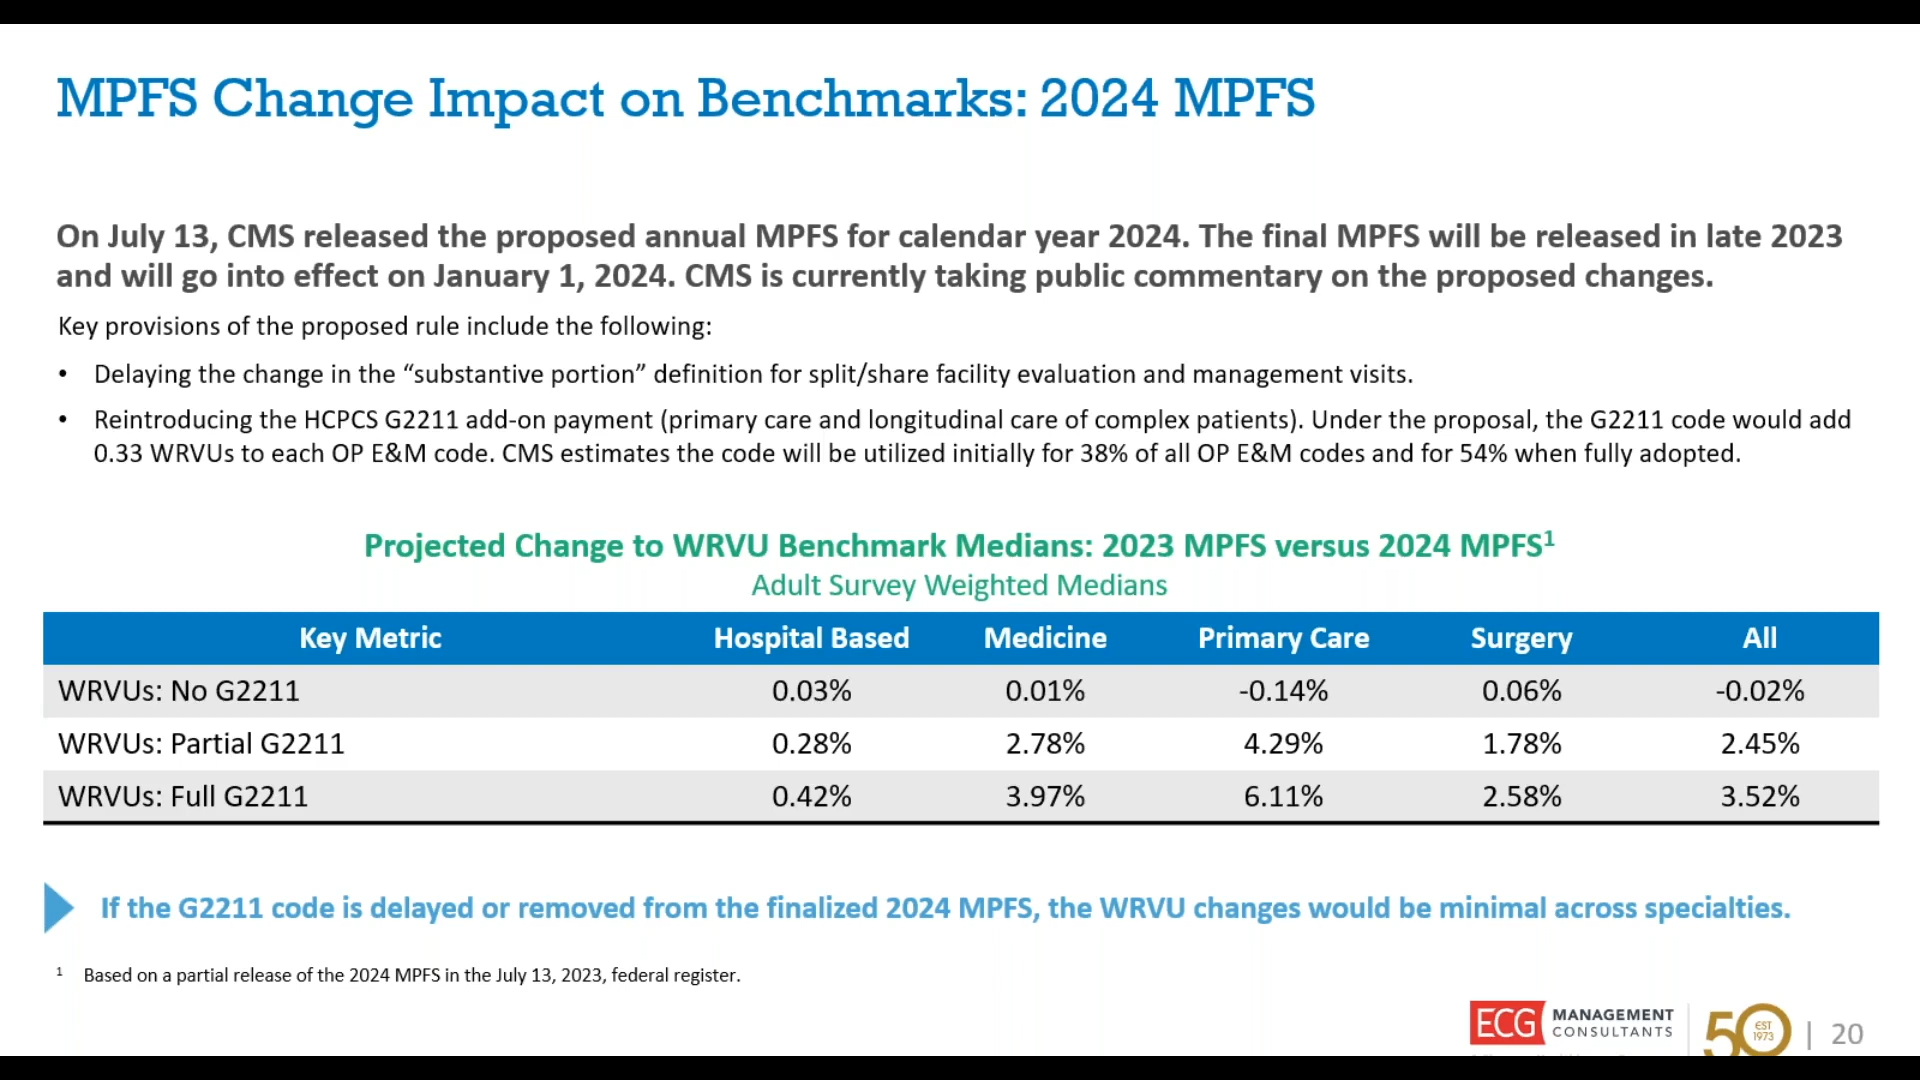 MPFS Change Impact on Benchmarks: 2024 MPFS
On July 13, CMS released the proposed annual MPFS for calendar year 2024. The final MPFS will be released in late 2023
and will go into effect on January 1, 2024. CMS is currently taking public commentary on the proposed changes.
Key provisions of the proposed rule include the following:
• Delaying the change in the “substantive portion” definition for split/share facility evaluation and management visits.
• Reintroducing the HCPCS G2211 add-on payment (primary care and longitudinal care of complex patients). Under the proposal, the G2211 code would add
0.33 WRVUs to each OP E&M code. CMS estimates the code will be utilized initially for 38% of all OP E&M codes and for 54% when fully adopted.
Projected Change to WRVU Benchmark Medians: 2023 MPFS versus 2024 MPFS¹
Adult Survey Weighted Medians
Key Metric Hospital Based Medicine Primary Care Surgery All
WRVUs: No G2211 0.03% 0.01% -0.14% 0.06% -0.02%
WRVUs: Partial G2211 0.28% 2.78% 4.29% 1.78% 2.45%
WRVUs: Full G2211 0.42% 3.97% 6.11% 2.58% 3.52%
If the G2211 code is delayed or removed from the finalized 2024 MPFS, the WRVU changes would be minimal across specialties.
¹ Based on a partial release of the 2024 MPFS in the July 13, 2023, federal register.
ECG MANAGEMENT
CONSULTANTS
50 EST
1973
| 20